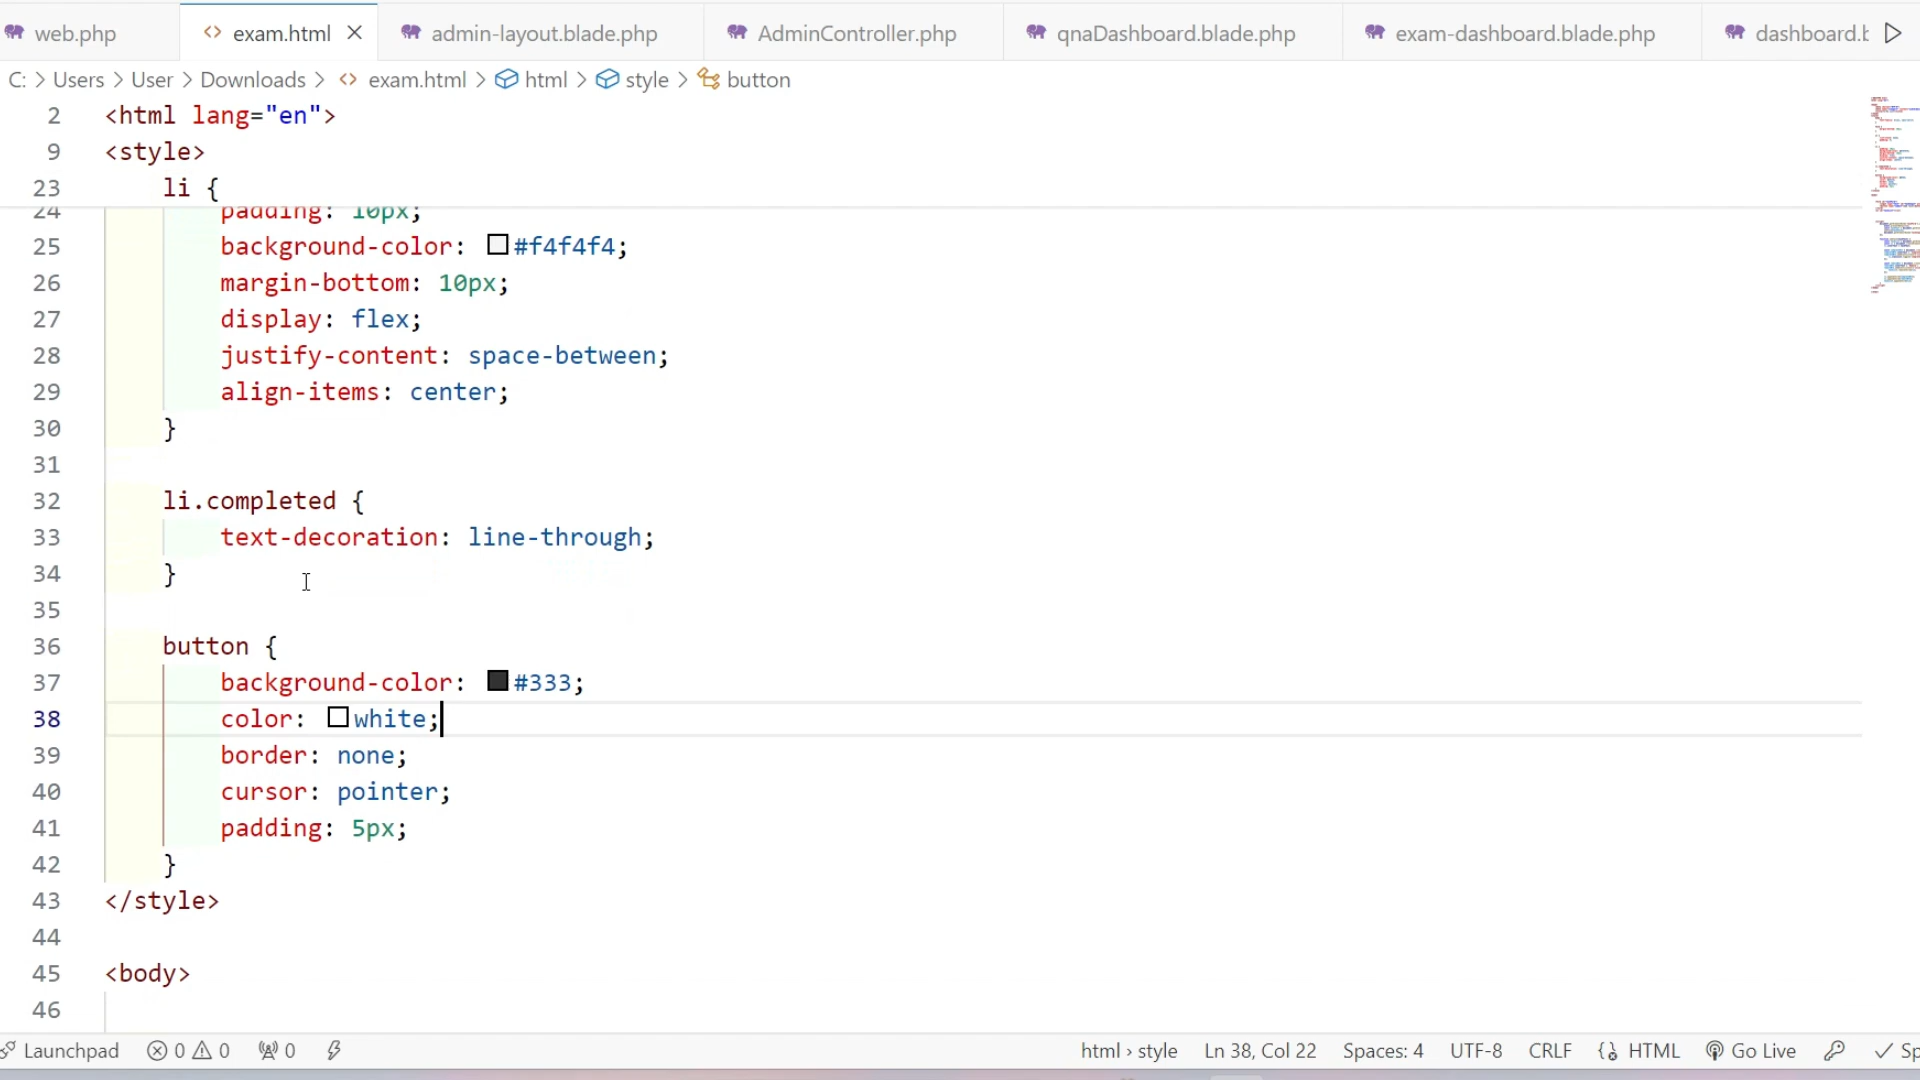 web.php exam.html admin-layout.blade.php AdminController.php qnaDashboard.blade.php exam-dashboard.blade.php dashboard.b
C: > Users > User > Downloads > <> exam.html > html > style > button
2 <html lang="en">
9 <style>
23 li {
24 padding: 10px;
25 background-color: #f4f4f4;
26 margin-bottom: 10px;
27 display: flex;
28 justify-content: space-between;
29 align-items: center;
30 }
31
32 li.completed {
33 text-decoration: line-through;
34 }
35
36 button {
37 background-color: #333;
38 color: white;
39 border: none;
40 cursor: pointer;
41 padding: 5px;
42 }
43 </style>
44
45 <body>
46
Launchpad 0 0 0 html › style Ln 38, Col 22 Spaces: 4 UTF-8 CRLF HTML Go Live Sp